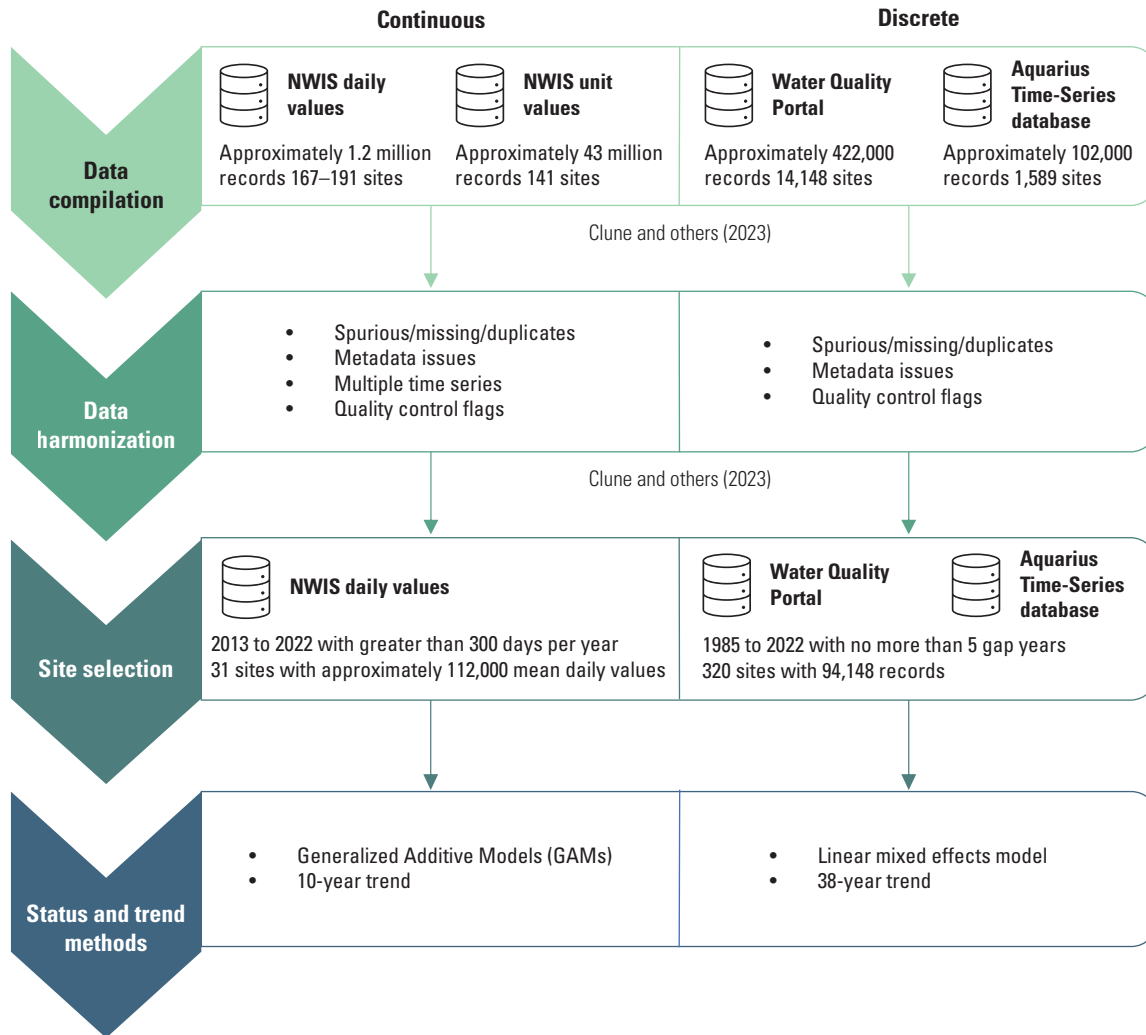 Continuous
Discrete
Data
compilation
NWIS daily
values
Approximately 1.2 million
records 167–191 sites
NWIS unit
values
Approximately 43 million
records 141 sites
Water Quality
Portal
Approximately 422,000
records 14,148 sites
Aquarius
Time-Series
database
Approximately 102,000
records 1,589 sites
Clune and others (2023)
Data
harmonization
• Spurious/missing/duplicates
• Metadata issues
• Multiple time series
• Quality control flags
• Spurious/missing/duplicates
• Metadata issues
• Quality control flags
Clune and others (2023)
Site selection
NWIS daily values
2013 to 2022 with greater than 300 days per year
31 sites with approximately 112,000 mean daily values
Water Quality
Portal
Aquarius
Time-Series
database
1985 to 2022 with no more than 5 gap years
320 sites with 94,148 records
Status and trend
methods
• Generalized Additive Models (GAMs)
• 10-year trend
• Linear mixed effects model
• 38-year trend